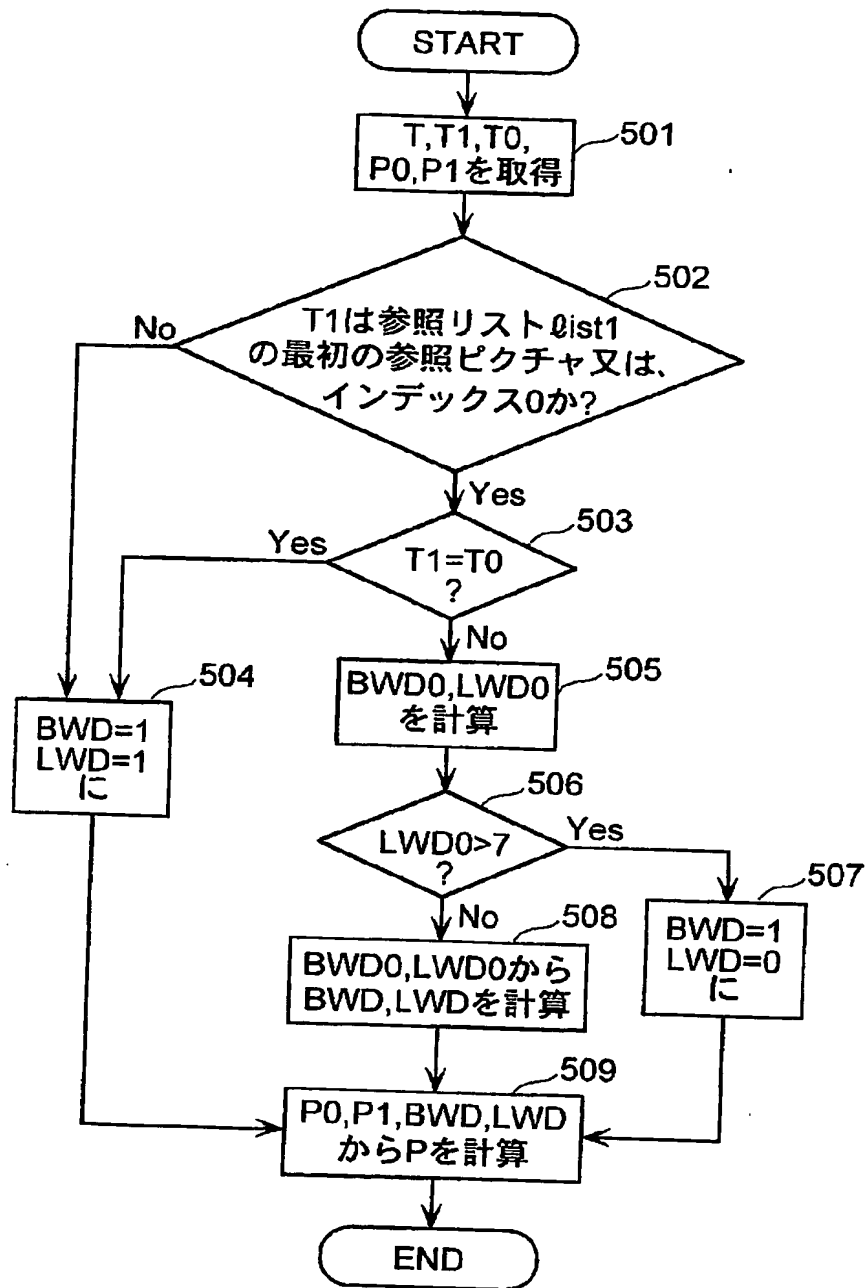 START
501
T,T1,T0,
P0,P1を取得
502
T1は参照リストlist1
の最初の参照ピクチャ又は、
インデックス0か?
No
Yes
503
T1=T0
?
Yes
No
504
BWD=1
LWD=1
に
505
BWD0,LWD0
を計算
506
LWD0>7
?
Yes
No
507
BWD=1
LWD=0
に
508
BWD0,LWD0から
BWD,LWDを計算
509
P0,P1,BWD,LWD
からPを計算
END